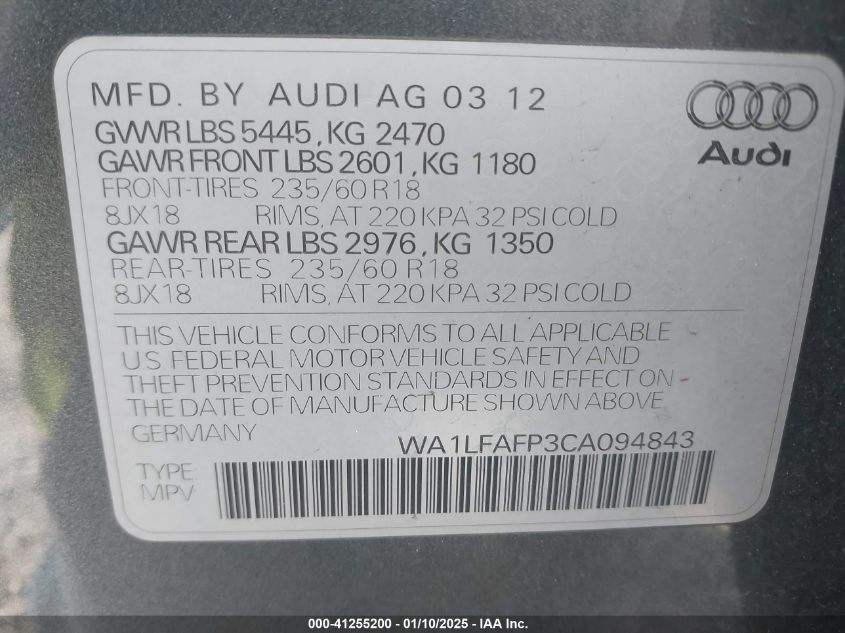 MFD. BY AUDI AG 03 12
GVWR LBS 5445, KG 2470
GAWR FRONT LBS 2601, KG 1180
FRONT-TIRES 235/60 R18
8JX18 RIMS, AT 220 KPA 32 PSI COLD
GAWR REAR LBS 2976, KG 1350
REAR-TIRES 235/60 R18
8JX18 RIMS, AT 220 KPA 32 PSI COLD
Audi
THIS VEHICLE CONFORMS TO ALL APPLICABLE
U.S. FEDERAL MOTOR VEHICLE SAFETY AND
THEFT PREVENTION STANDARDS IN EFFECT ON
THE DATE OF MANUFACTURE SHOWN ABOVE.
GERMANY
WA1LFAFP3CA094843
TYPE:
MPV
000-41255200 - 01/10/2025 - IAA Inc.